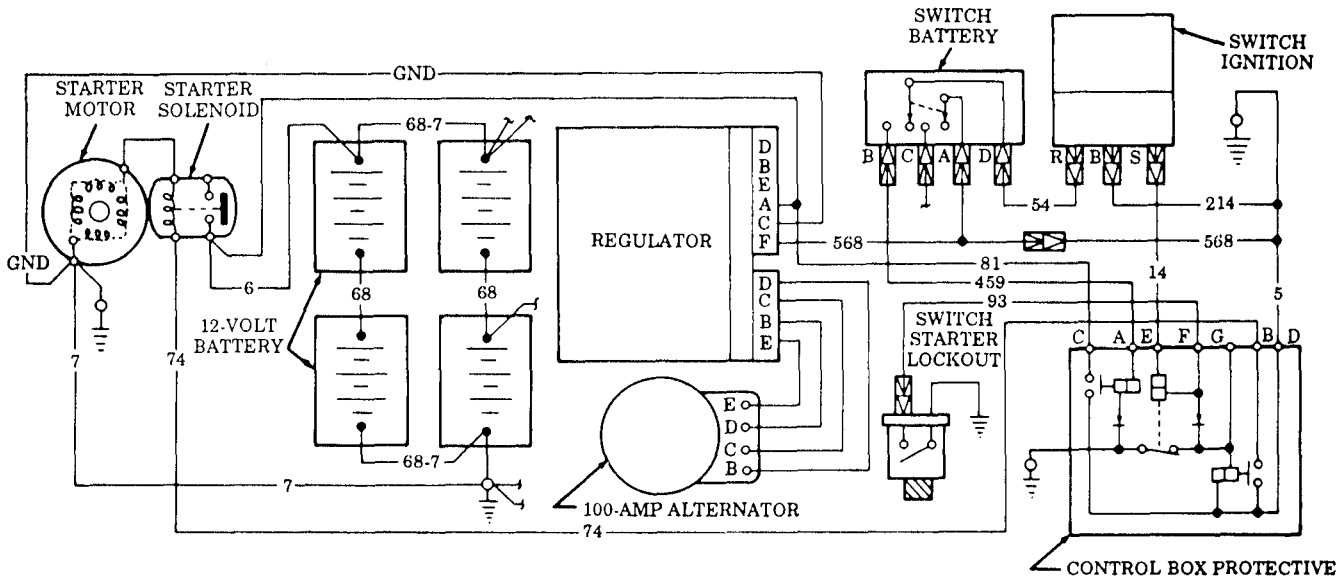 SWITCH
BATTERY
SWITCH
IGNITION
GND
STARTER
MOTOR
STARTER
SOLENOID
68-7
B C A D
R B S
D
B
E
A
C
F
REGULATOR
54
214
568
568
GND
6
68
68
81
459
14
93
5
D
C
B
E
12-VOLT
BATTERY
SWITCH
STARTER
LOCKOUT
7
74
C A E F G B D
E
D
C
B
68-7
7
100-AMP ALTERNATOR
74
CONTROL BOX PROTECTIVE